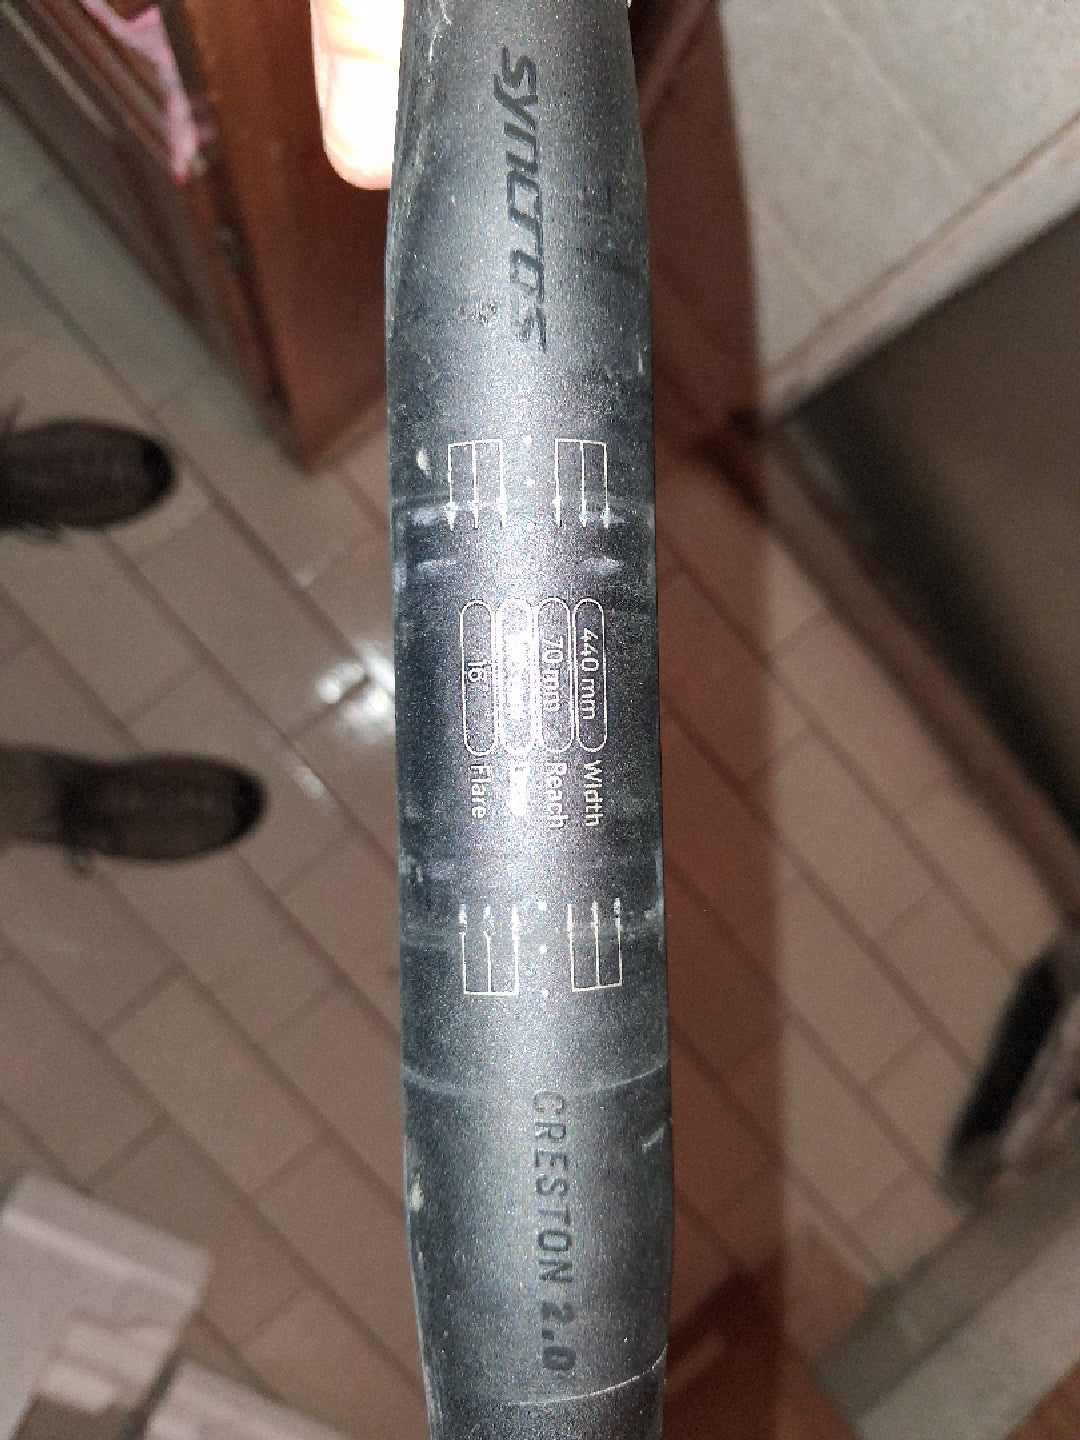 SYNCROS
440 mm Width
70 mm Reach
16° Flare
CRESTON 2.0